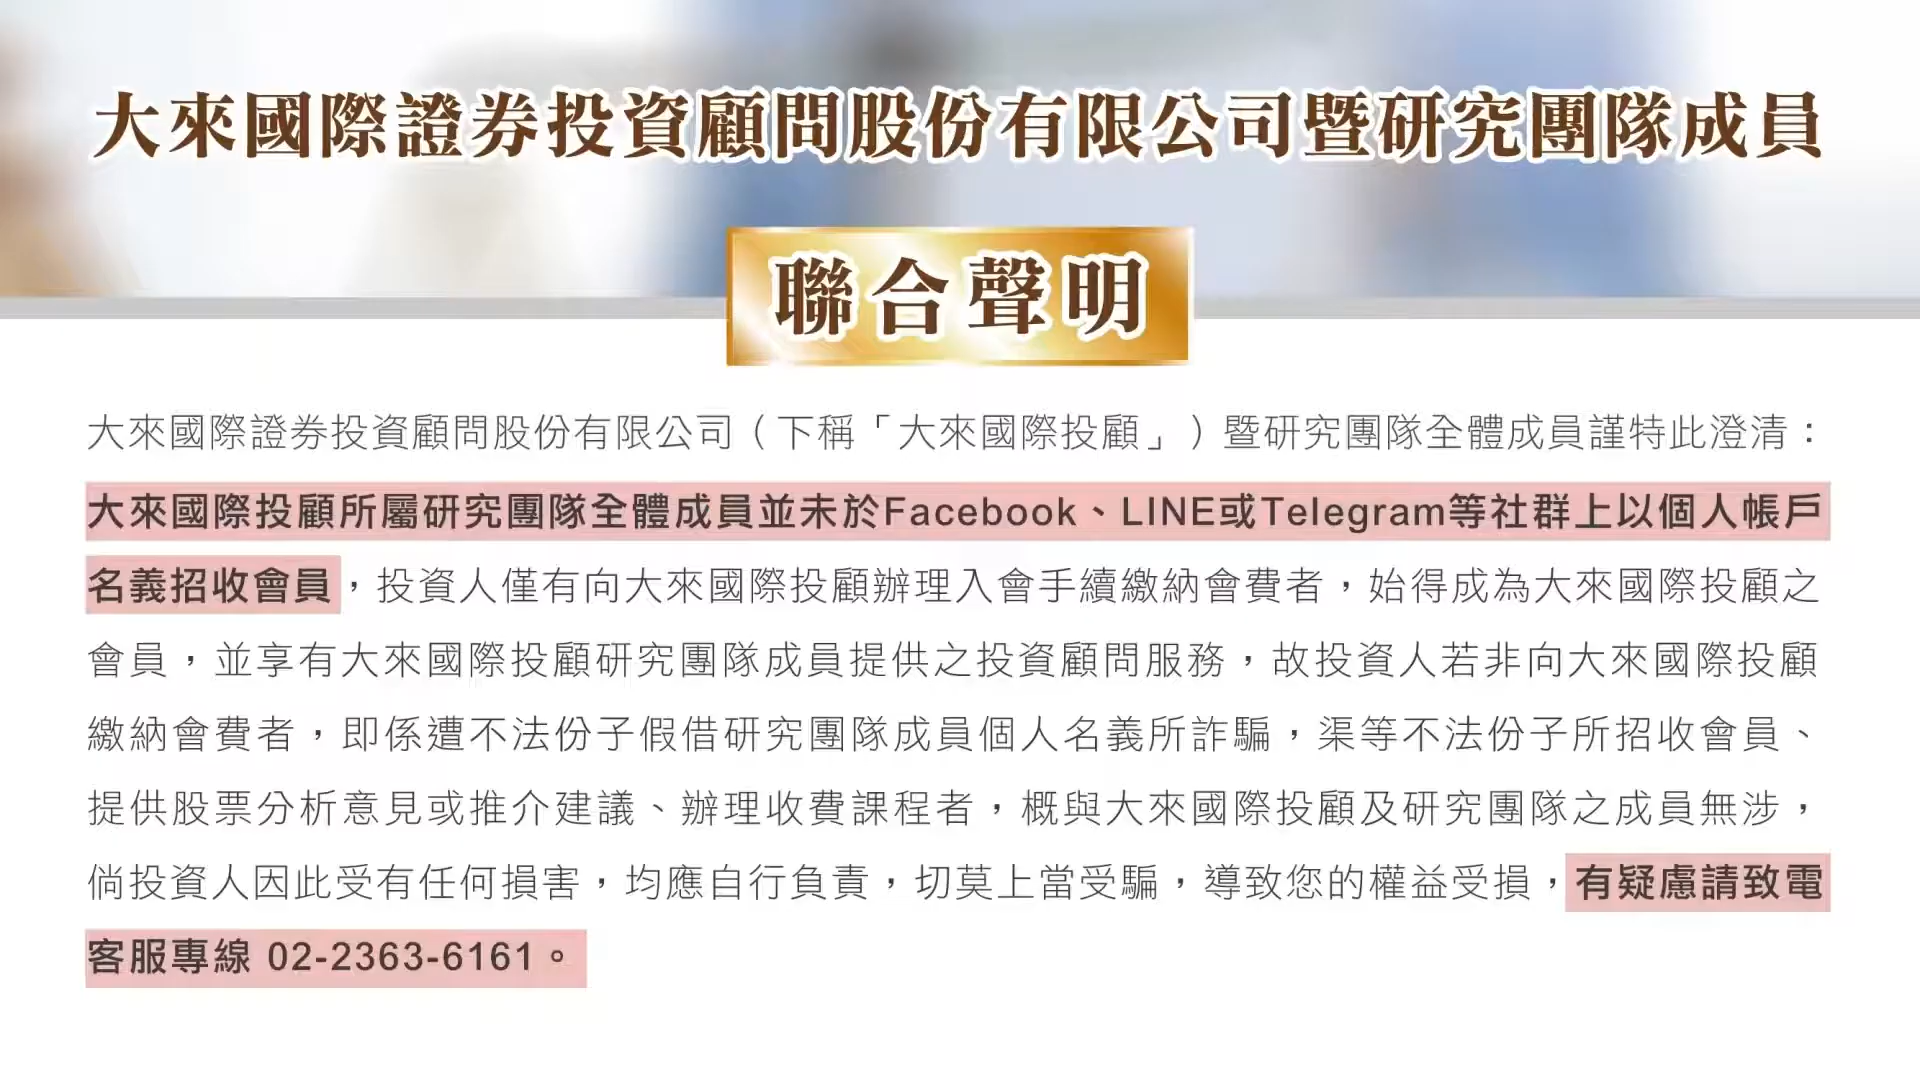 大來國際證券投資顧問股份有限公司暨研究團隊成員
聯合聲明
大來國際證券投資顧問股份有限公司（下稱「大來國際投顧」）暨研究團隊全體成員謹特此澄清：
大來國際投顧所屬研究團隊全體成員並未於Facebook、LINE或Telegram等社群上以個人帳戶
名義招收會員，投資人僅有向大來國際投顧辦理入會手續繳納會費者，始得成為大來國際投顧之
會員，並享有大來國際投顧研究團隊成員提供之投資顧問服務，故投資人若非向大來國際投顧
繳納會費者，即係遭不法份子假借研究團隊成員個人名義所詐騙，渠等不法份子所招收會員、
提供股票分析意見或推介建議、辦理收費課程者，概與大來國際投顧及研究團隊之成員無涉，
倘投資人因此受有任何損害，均應自行負責，切莫上當受騙，導致您的權益受損，有疑慮請致電
客服專線 02-2363-6161。